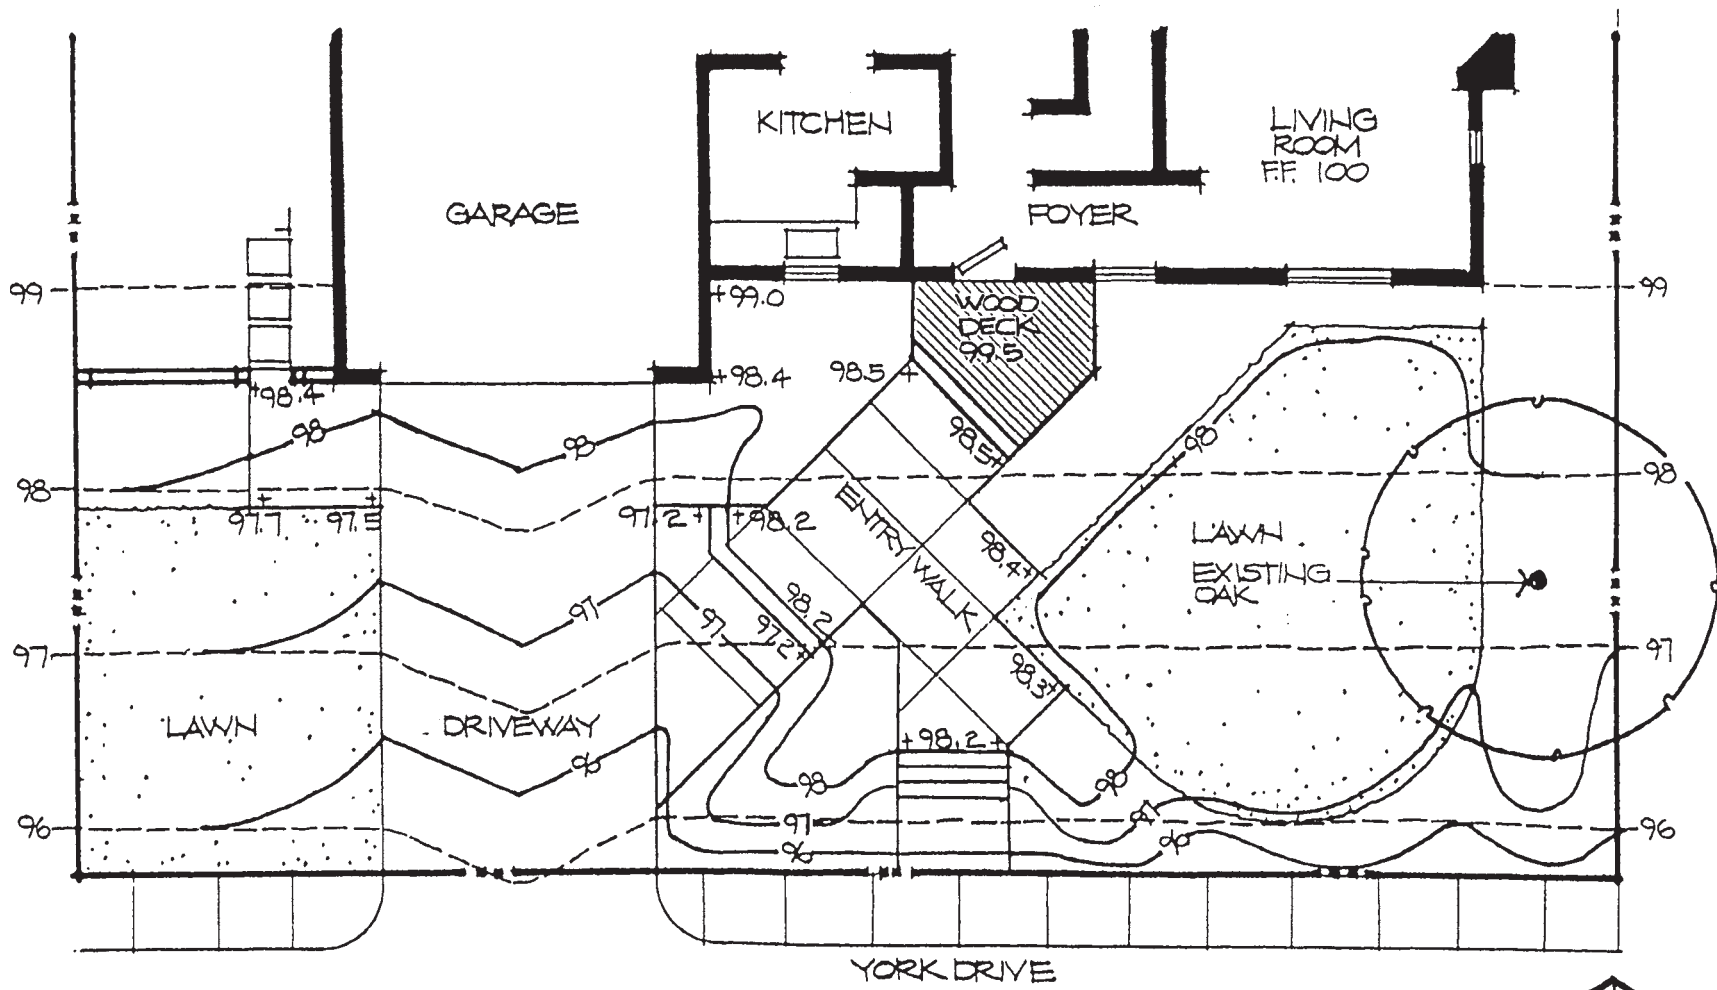 KITCHEN
LIVING
ROOM
F.F. 100
GARAGE
FOYER
99
+99.0
WOOD
DECK
99.5
99
+98.4
98.5+
+98.4
98
98
98.5+
98
98
98
97.7
97.5
97.2+
+98.2
ENTRY WALK
98.4+
LAWN
EXISTING
OAK
97
97
98.2
97.2+
97
97
98.3+
LAWN
DRIVEWAY
96
+98.2+
98
98
97
97
96
96
96
96
YORK DRIVE